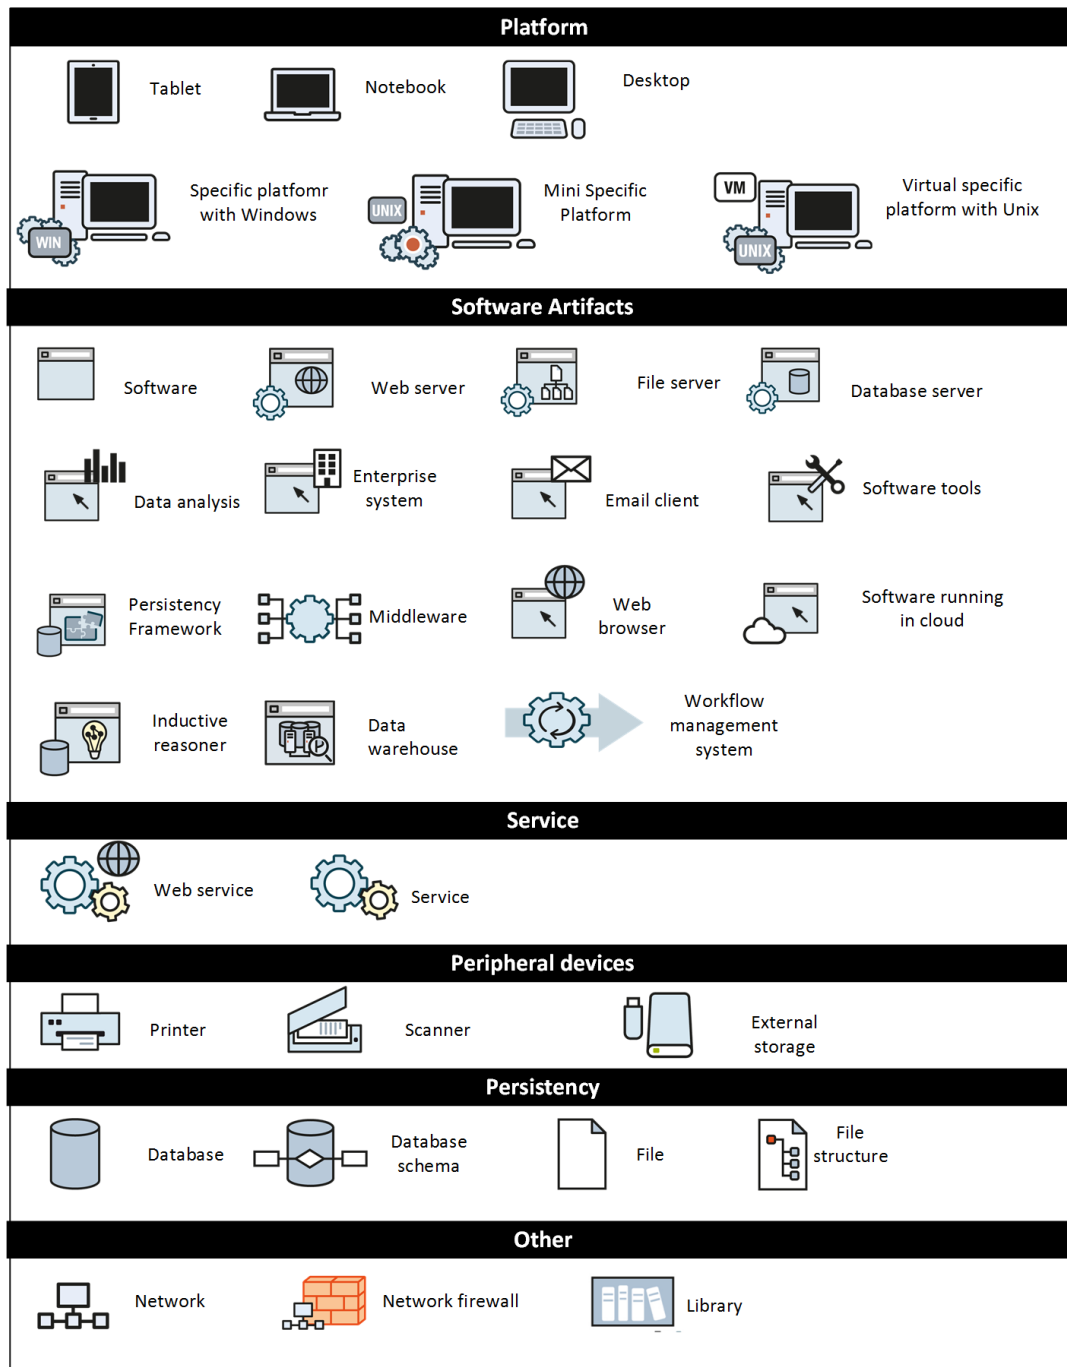 Platform
Tablet
Notebook
Desktop
WIN
Specific platfomr
with Windows
UNIX
Mini Specific
Platform
VM
UNIX
Virtual specific
platform with Unix
Software Artifacts
Software
Web server
File server
Database server
Data analysis
Enterprise
system
Email client
Software tools
Persistency
Framework
Middleware
Web
browser
Software running
in cloud
Inductive
reasoner
Data
warehouse
Workflow
management
system
Service
Web service
Service
Peripheral devices
Printer
Scanner
External
storage
Persistency
Database
Database
schema
File
File
structure
Other
Network
Network firewall
Library